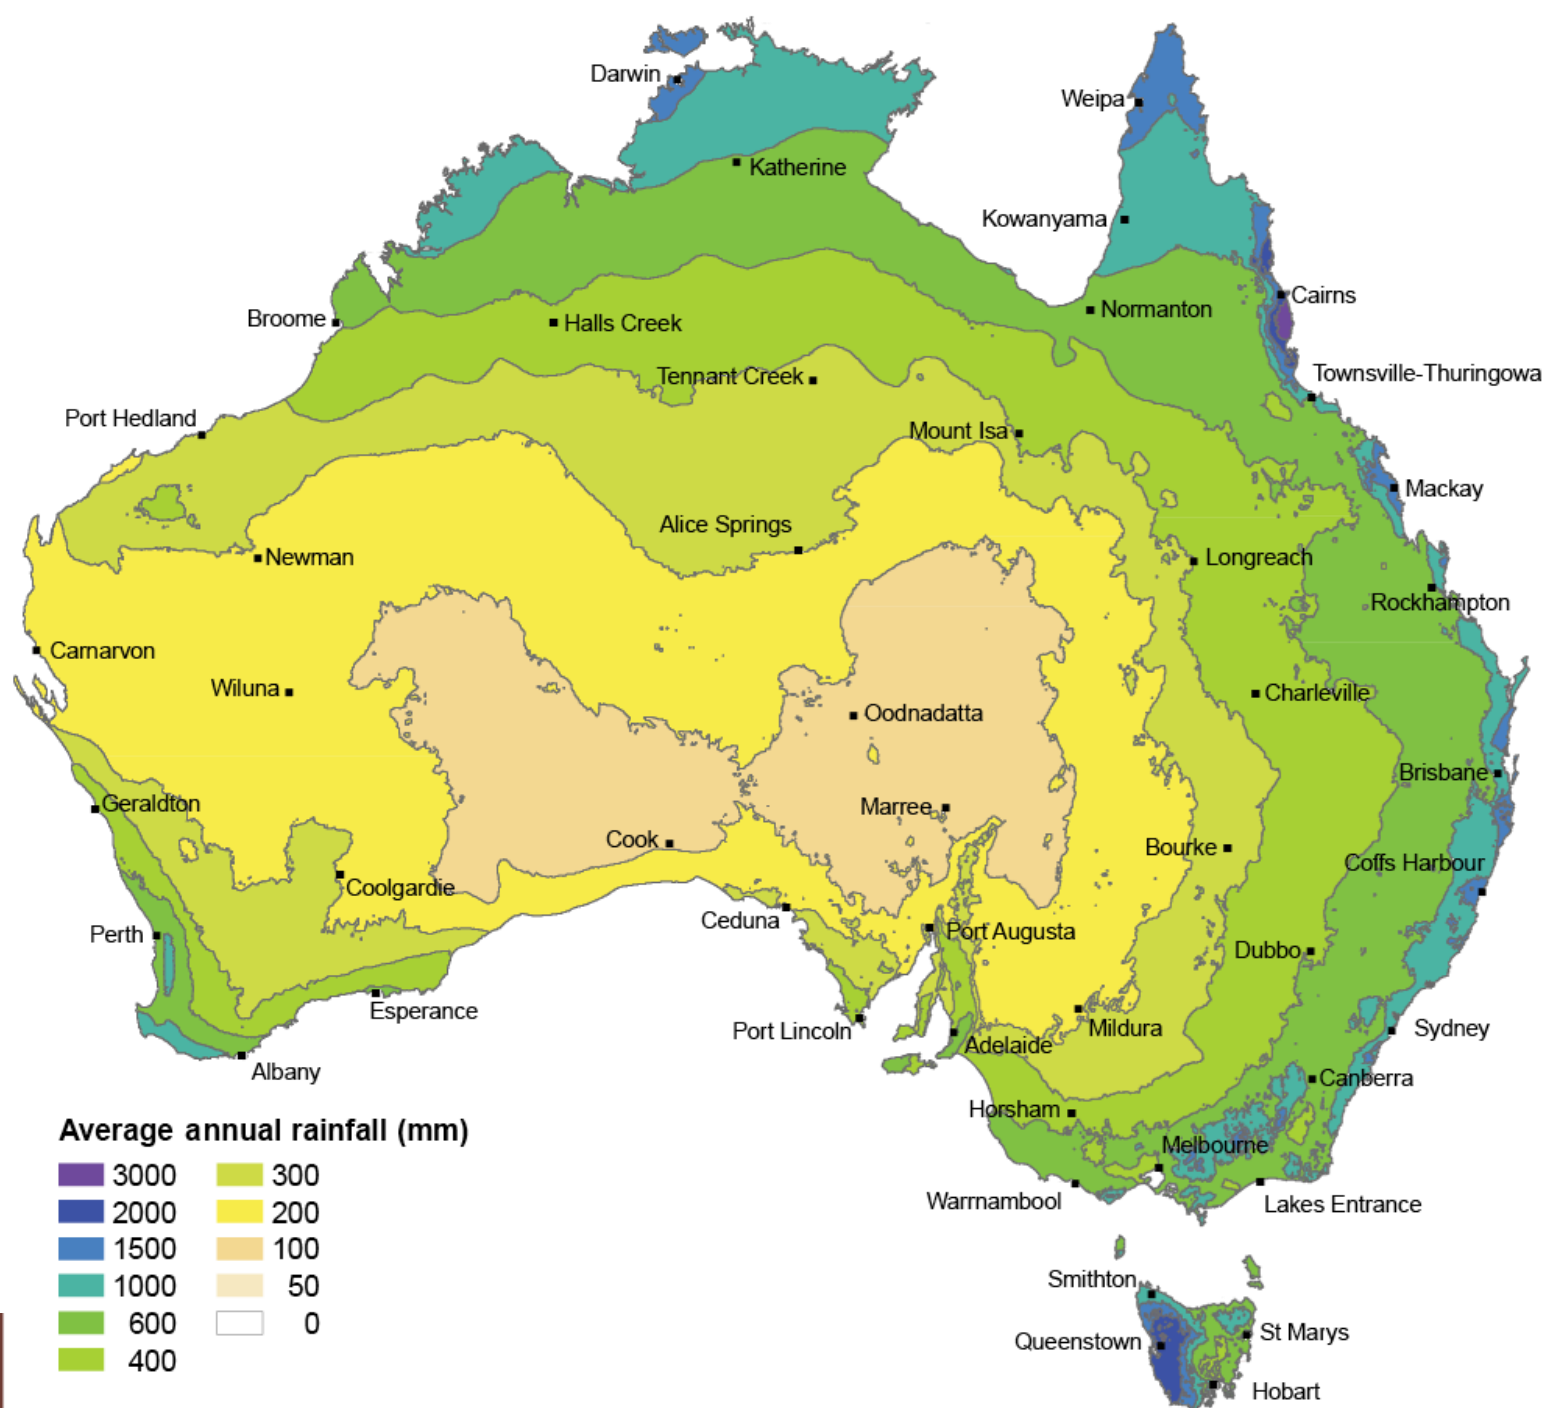 Darwin
Weipa
Katherine
Kowanyama
Cairns
Broome
Halls Creek
Normanton
Tennant Creek
Townsville-Thuringowa
Port Hedland
Mount Isa
Mackay
Alice Springs
Newman
Longreach
Rockhampton
Carnarvon
Wiluna
Charleville
Oodnadatta
Brisbane
Geraldton
Marree
Cook
Bourke
Coffs Harbour
Coolgardie
Ceduna
Perth
Port Augusta
Dubbo
Esperance
Port Lincoln
Mildura
Sydney
Adelaide
Albany
Canberra
Horsham
Melbourne
Warrnambool
Lakes Entrance
Smithton
Queenstown
St Marys
Hobart
Average annual rainfall (mm)
3000 300
2000 200
1500 100
1000 50
600 0
400